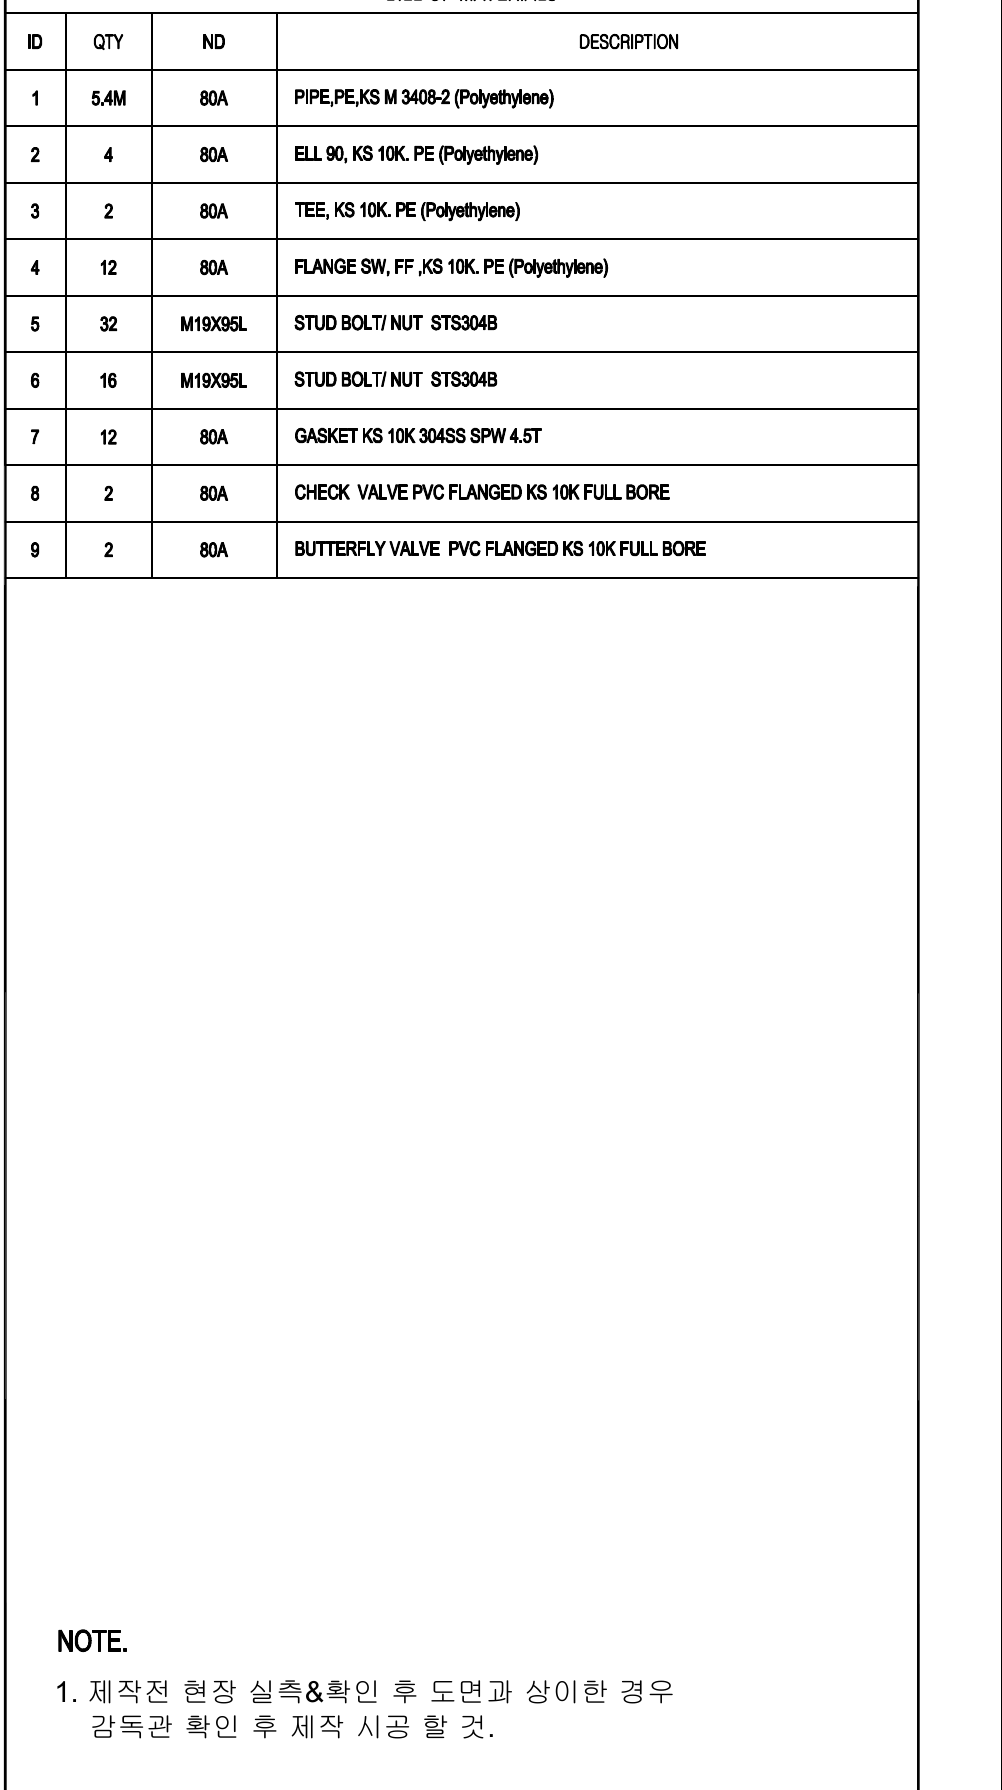 ID QTY ND DESCRIPTION
1 5.4M 80A PIPE,PE,KS M 3408-2 (Polyethylene)
2 4 80A ELL 90, KS 10K. PE (Polyethylene)
3 2 80A TEE, KS 10K. PE (Polyethylene)
4 12 80A FLANGE SW, FF ,KS 10K. PE (Polyethylene)
5 32 M19X95L STUD BOLT/ NUT STS304B
6 16 M19X95L STUD BOLT/ NUT STS304B
7 12 80A GASKET KS 10K 304SS SPW 4.5T
8 2 80A CHECK VALVE PVC FLANGED KS 10K FULL BORE
9 2 80A BUTTERFLY VALVE PVC FLANGED KS 10K FULL BORE
NOTE.
1. 제작전 현장 실측&확인 후 도면과 상이한 경우
감독관 확인 후 제작 시공 할 것.